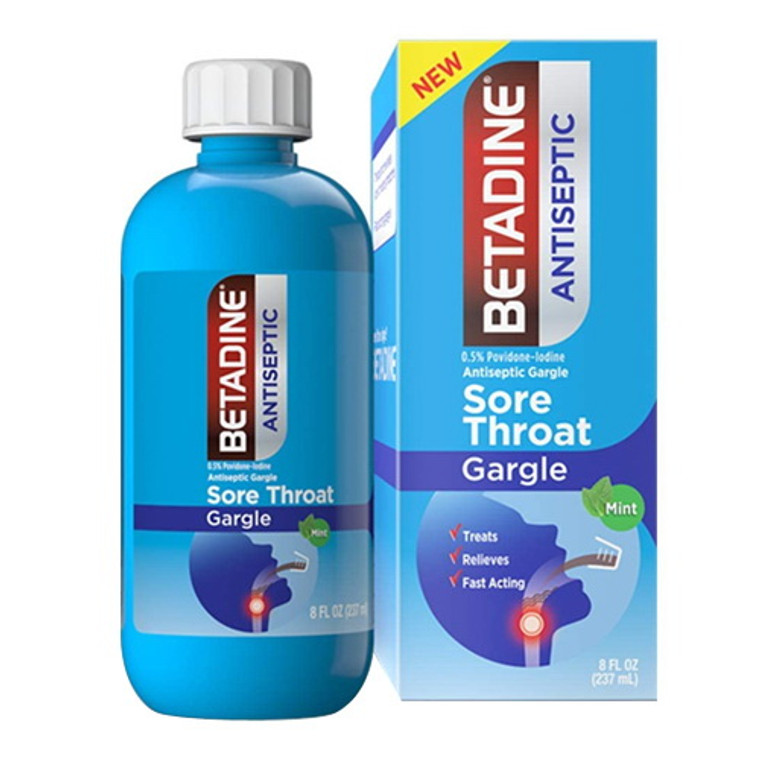 BETADINE®
ANTISEPTIC
0.5% Povidone-Iodine
Antiseptic Gargle
Sore Throat
Gargle
Mint
8 FL OZ (237 ml)
NEW
BETADINE®
ANTISEPTIC
0.5% Povidone-Iodine
Antiseptic Gargle
Sore
Throat
Gargle
Mint
Treats
Relieves
Fast Acting
8 FL OZ
(237 mL)
BETADINE